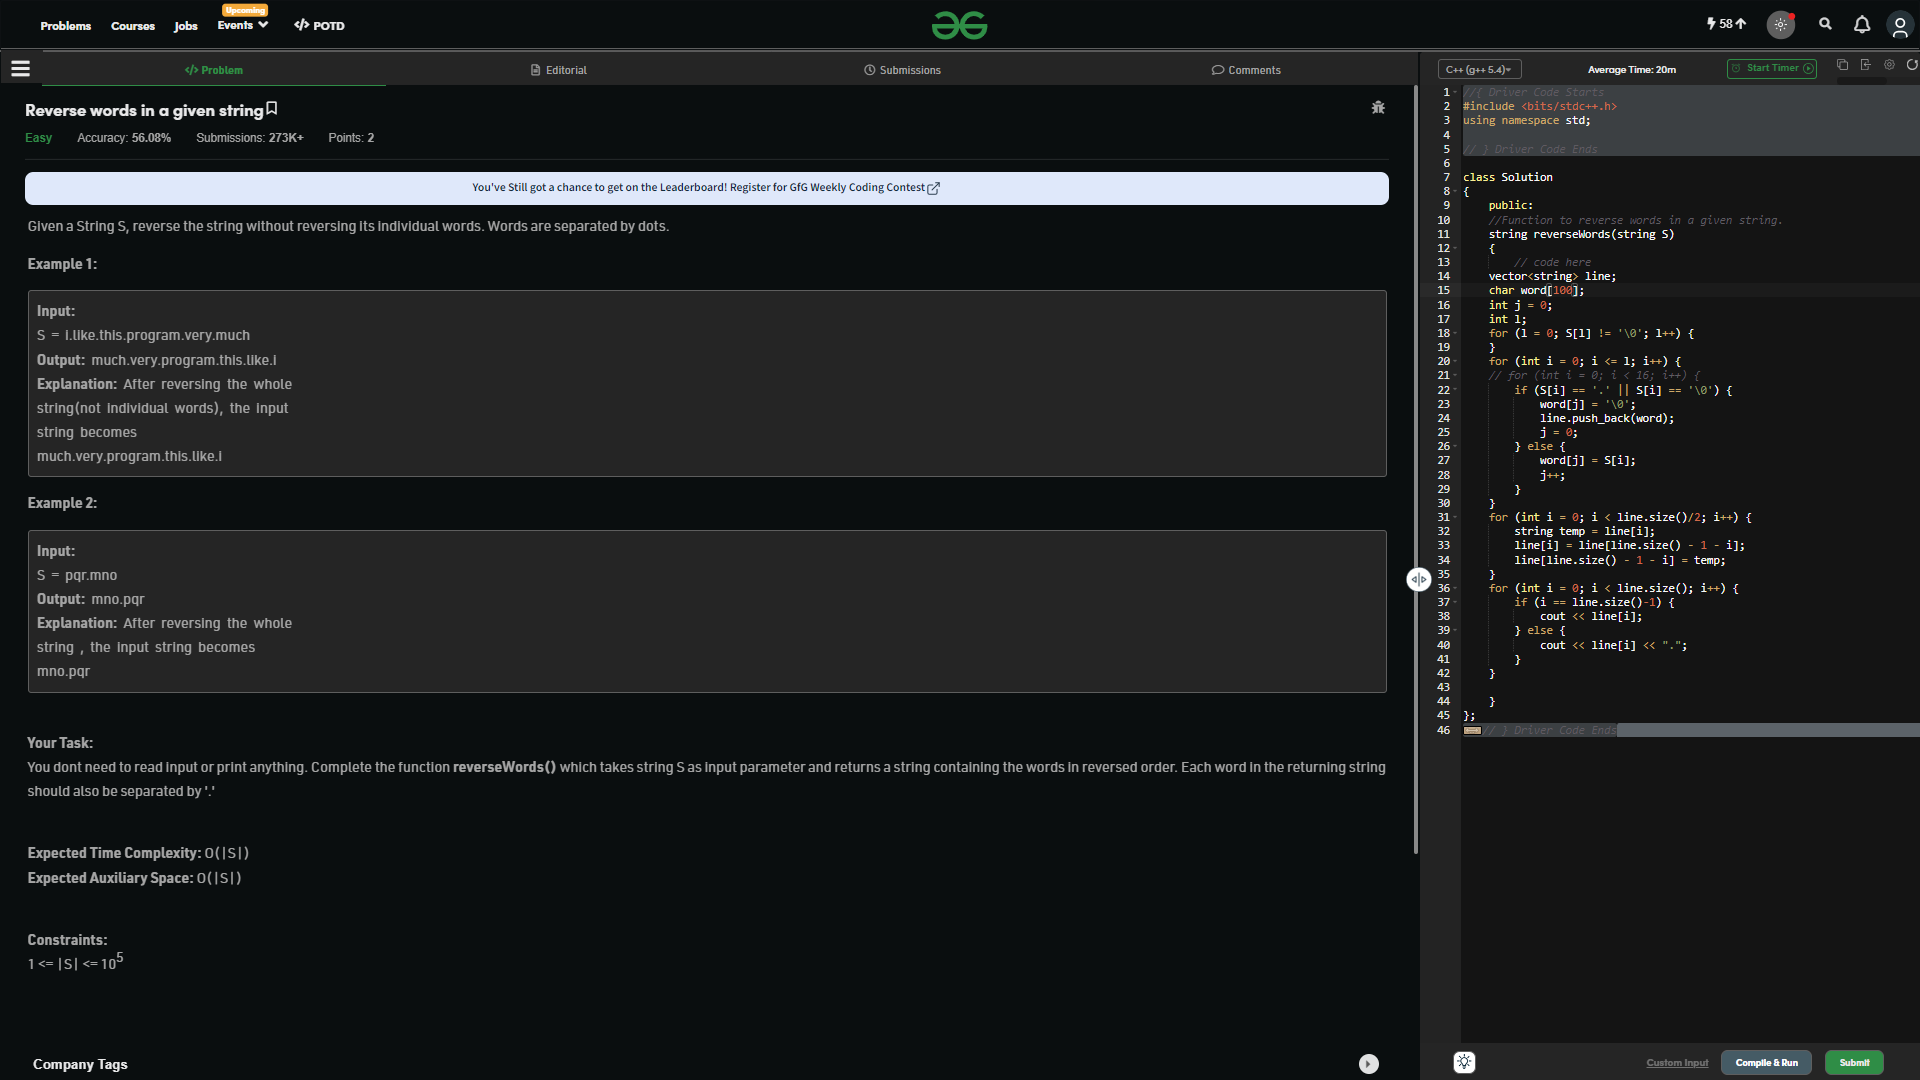 Problems
Courses
Jobs
Upcoming
Events
</> POTD
58
</> Problem
Editorial
Submissions
Comments
Reverse words in a given string
Easy Accuracy: 56.08% Submissions: 273K+ Points: 2
You've Still got a chance to get on the Leaderboard! Register for GfG Weekly Coding Contest
Given a String S, reverse the string without reversing its individual words. Words are separated by dots.
Example 1:
Input:
S = i.like.this.program.very.much
Output: much.very.program.this.like.i
Explanation: After reversing the whole
string(not individual words), the input
string becomes
much.very.program.this.like.i
Example 2:
Input:
S = pqr.mno
Output: mno.pqr
Explanation: After reversing the whole
string , the input string becomes
mno.pqr
Your Task:
You dont need to read input or print anything. Complete the function reverseWords() which takes string S as input parameter and returns a string containing the words in reversed order. Each word in the returning string
should also be separated by '.'
Expected Time Complexity: O(|S|)
Expected Auxiliary Space: O(|S|)
Constraints:
1 <= |S| <= 10^5
Company Tags
C++ (g++ 5.4)
Average Time: 20m
Start Timer
1 //{ Driver Code Starts
2 #include <bits/stdc++.h>
3 using namespace std;
4
5 // } Driver Code Ends
6
7 class Solution
8 {
9 public:
10 //Function to reverse words in a given string.
11 string reverseWords(string S)
12 {
13 // code here
14 vector<string> line;
15 char word[100];
16 int j = 0;
17 int l;
18 for (l = 0; S[l] != '\0'; l++) {
19 }
20 for (int i = 0; i <= l; i++) {
21 // for (int i = 0; i < 16; i++) {
22 if (S[i] == '.' || S[i] == '\0') {
23 word[j] = '\0';
24 line.push_back(word);
25 j = 0;
26 } else {
27 word[j] = S[i];
28 j++;
29 }
30 }
31 for (int i = 0; i < line.size()/2; i++) {
32 string temp = line[i];
33 line[i] = line[line.size() - 1 - i];
34 line[line.size() - 1 - i] = temp;
35 }
36 for (int i = 0; i < line.size(); i++) {
37 if (i == line.size()-1) {
38 cout << line[i];
39 } else {
40 cout << line[i] << ".";
41 }
42 }
43
44 }
45 };
46 // } Driver Code Ends
Custom Input
Compile & Run
Submit